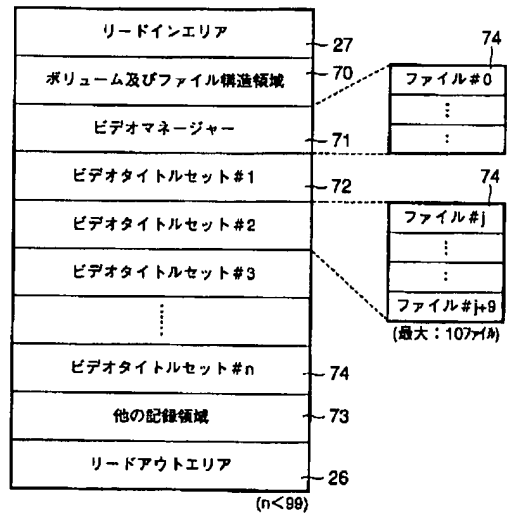 リードインエリア
27
ボリューム及びファイル構造領域
70
ビデオマネージャー
71
ビデオタイトルセット#1
72
ビデオタイトルセット#2
ビデオタイトルセット#3
ビデオタイトルセット#n
74
他の記録領域
73
リードアウトエリア
26
(n<99)
74
ファイル#0
74
ファイル#j
ファイル#j+9
(最大:107ァイル)